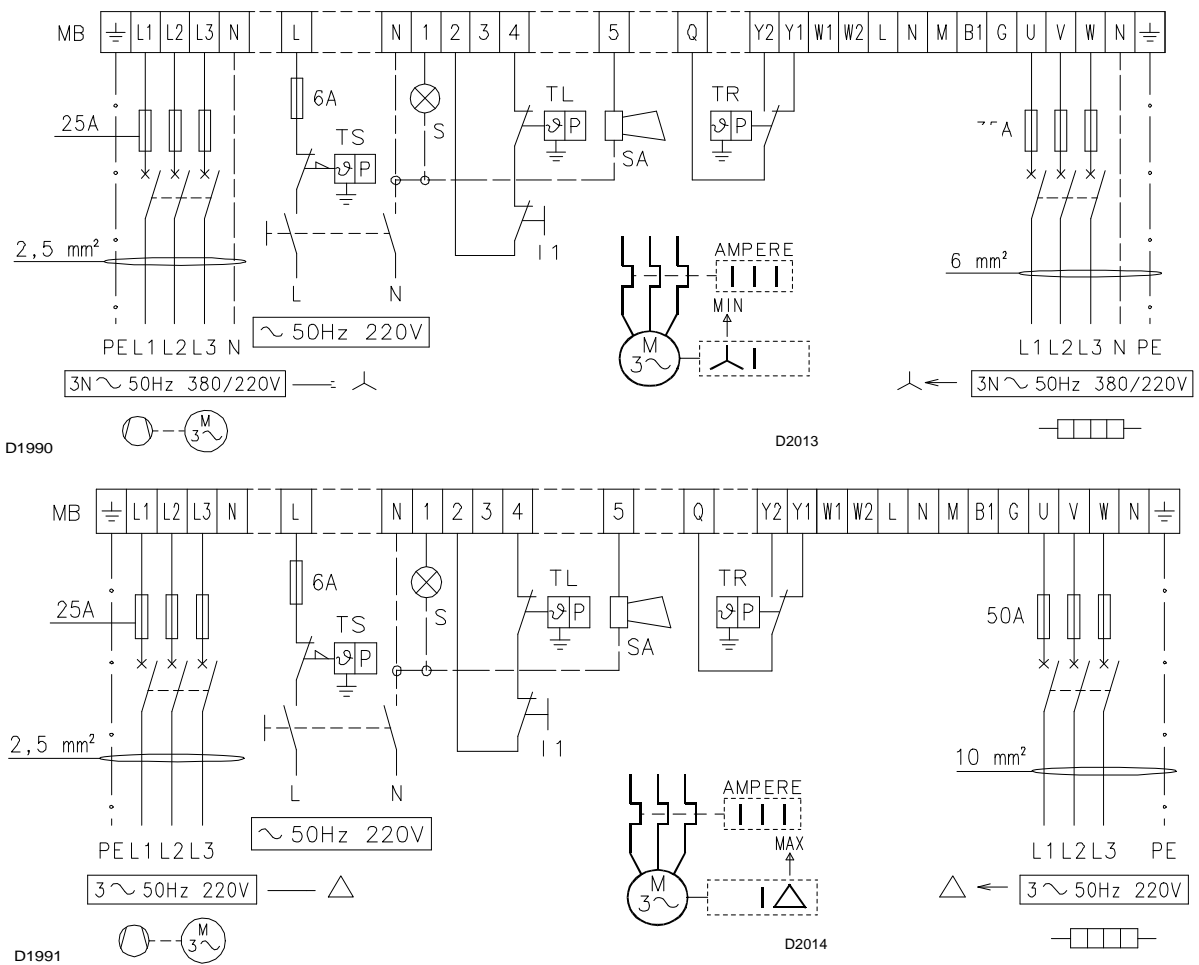 MB L1 L2 L3 N L N 1 2 3 4 5 Q Y2 Y1 W1 W2 L N M B1 G U V W N
25A 6A TS ϑ P S TL ϑ P SA TR ϑ P A
2,5 mm² I1 6 mm²
L N
AMPERE
MIN
M 3~
~ 50Hz 220V
PE L1 L2 L3 N
L1 L2 L3 N PE
3N ~ 50Hz 380/220V
3N ~ 50Hz 380/220V
M 3~
D1990
D2013
MB L1 L2 L3 N L N 1 2 3 4 5 Q Y2 Y1 W1 W2 L N M B1 G U V W N
25A 6A TS ϑ P S TL ϑ P SA TR ϑ P 50A
2,5 mm² I1 10 mm²
L N
AMPERE
MAX
M 3~
~ 50Hz 220V
PE L1 L2 L3
L1 L2 L3 PE
3 ~ 50Hz 220V
3 ~ 50Hz 220V
M 3~
D1991
D2014